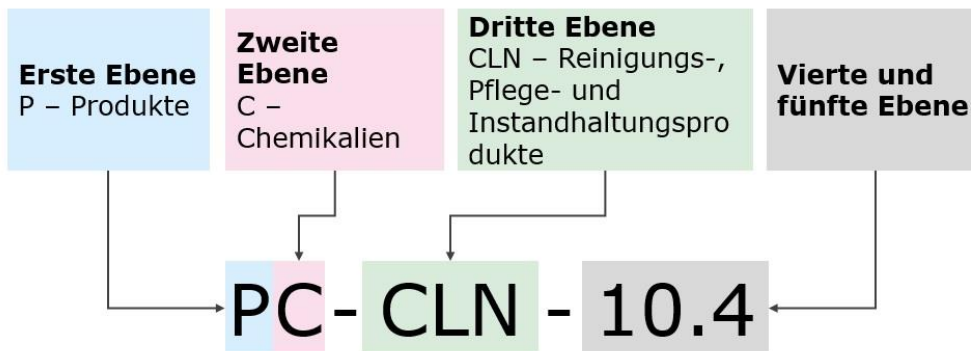 Erste Ebene
P – Produkte
Zweite
Ebene
C –
Chemikalien
Dritte Ebene
CLN – Reinigungs-,
Pflege- und
Instandhaltungspro
dukte
Vierte und
fünfte Ebene
PC - CLN - 10.4